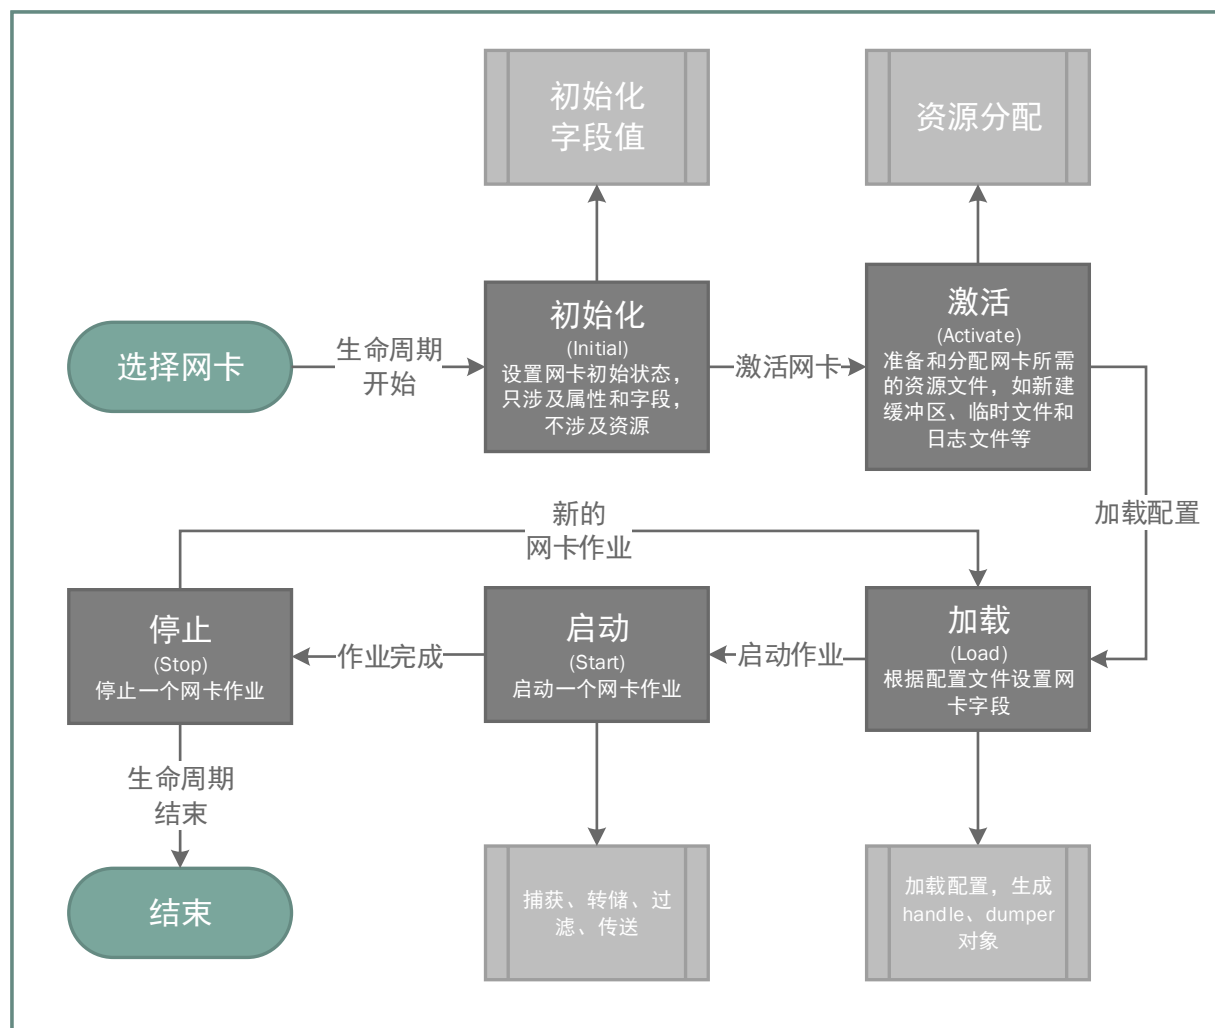 初始化
字段值
资源分配
选择网卡
生命周期
开始
初始化
(Initial)
设置网卡初始状态，
只涉及属性和字段，
不涉及资源
激活网卡
激活
(Activate)
准备和分配网卡所需
的资源文件，如新建
缓冲区、临时文件和
日志文件等
加载配置
新的
网卡作业
停止
(Stop)
停止一个网卡作业
作业完成
启动
(Start)
启动一个网卡作业
启动作业
加载
(Load)
根据配置文件设置网
卡字段
生命周期
结束
结束
捕获、转储、过
滤、传送
加载配置，生成
handle、dumper
对象